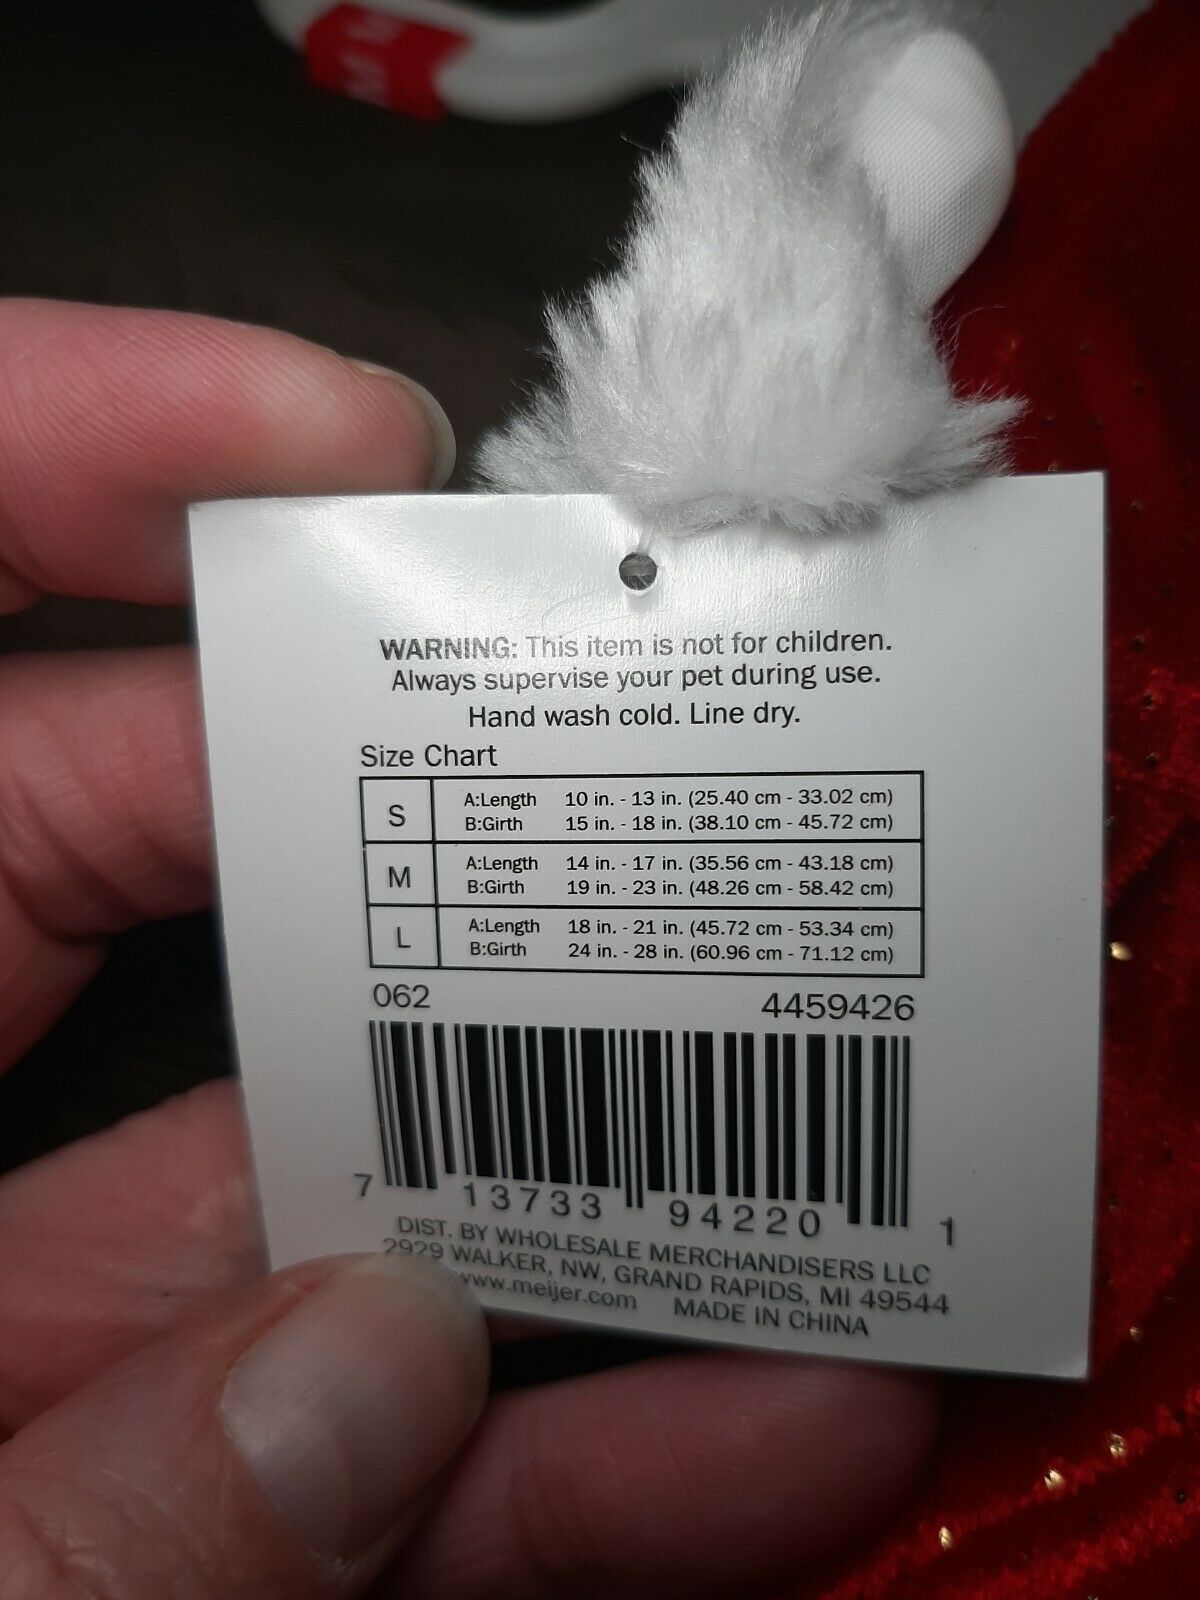 WARNING: This item is not for children.
Always supervise your pet during use.
Hand wash cold. Line dry.
Size Chart
S A:Length 10 in. - 13 in. (25.40 cm - 33.02 cm)
B:Girth 15 in. - 18 in. (38.10 cm - 45.72 cm)
M A:Length 14 in. - 17 in. (35.56 cm - 43.18 cm)
B:Girth 19 in. - 23 in. (48.26 cm - 58.42 cm)
L A:Length 18 in. - 21 in. (45.72 cm - 53.34 cm)
B:Girth 24 in. - 28 in. (60.96 cm - 71.12 cm)
062 4459426
7 13733 94220 1
DIST. BY WHOLESALE MERCHANDISERS LLC
2929 WALKER, NW, GRAND RAPIDS, MI 49544
www.meijer.com MADE IN CHINA